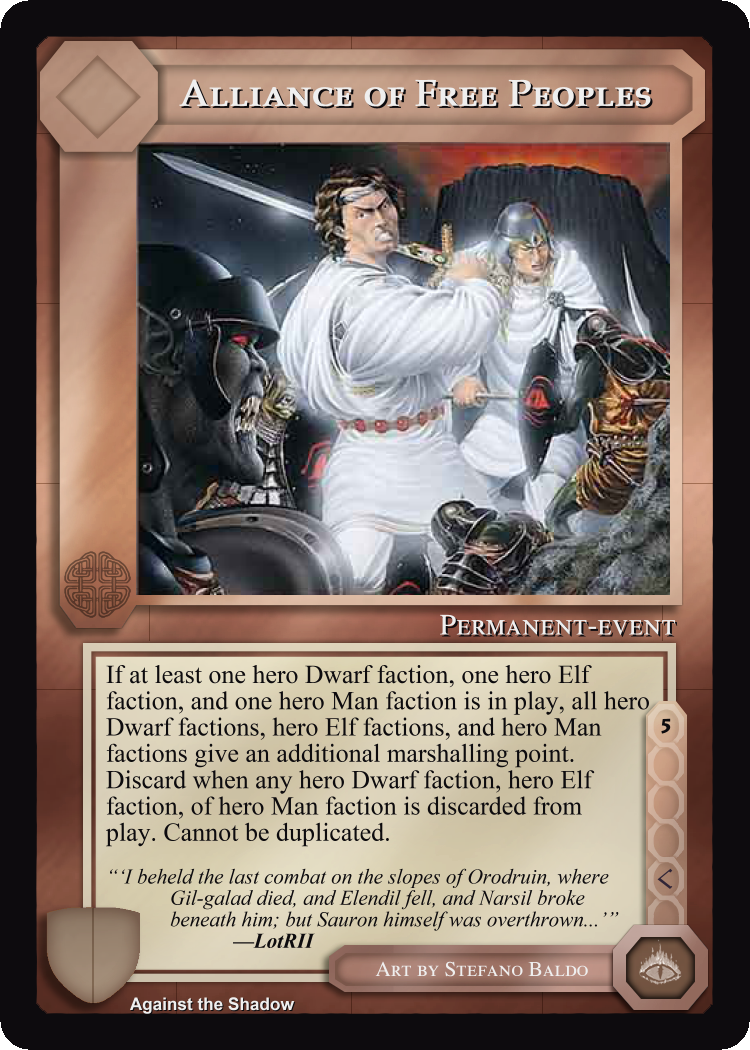 Alliance of Free Peoples
Permanent-event
If at least one hero Dwarf faction, one hero Elf
faction, and one hero Man faction is in play, all hero
Dwarf factions, hero Elf factions, and hero Man
factions give an additional marshalling point.
Discard when any hero Dwarf faction, hero Elf
faction, of hero Man faction is discarded from
play. Cannot be duplicated.
5
“‘I beheld the last combat on the slopes of Orodruin, where
Gil-galad died, and Elendil fell, and Narsil broke
beneath him; but Sauron himself was overthrown...’”
—LotRII
Art by Stefano Baldo
Against the Shadow